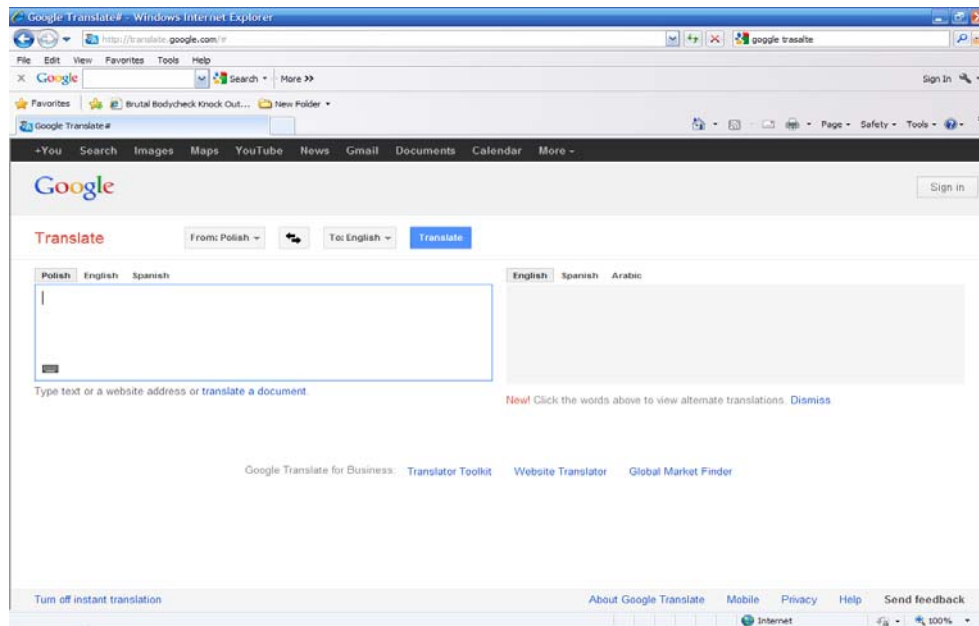 Google Translate# - Windows Internet Explorer
http://translate.google.com/#
goggle trasalte
File Edit View Favorites Tools Help
x Google Search More >> Sign In
Favorites Brutal Bodycheck Knock Out... New Folder
Google Translate# Page Safety Tools
+You Search Images Maps YouTube News Gmail Documents Calendar More
Google Sign in
Translate From: Polish To: English Translate
Polish English Spanish English Spanish Arabic
Type text or a website address or translate a document.
New! Click the words above to view alternate translations. Dismiss
Google Translate for Business: Translator Toolkit Website Translator Global Market Finder
Turn off instant translation About Google Translate Mobile Privacy Help Send feedback
Internet 100%